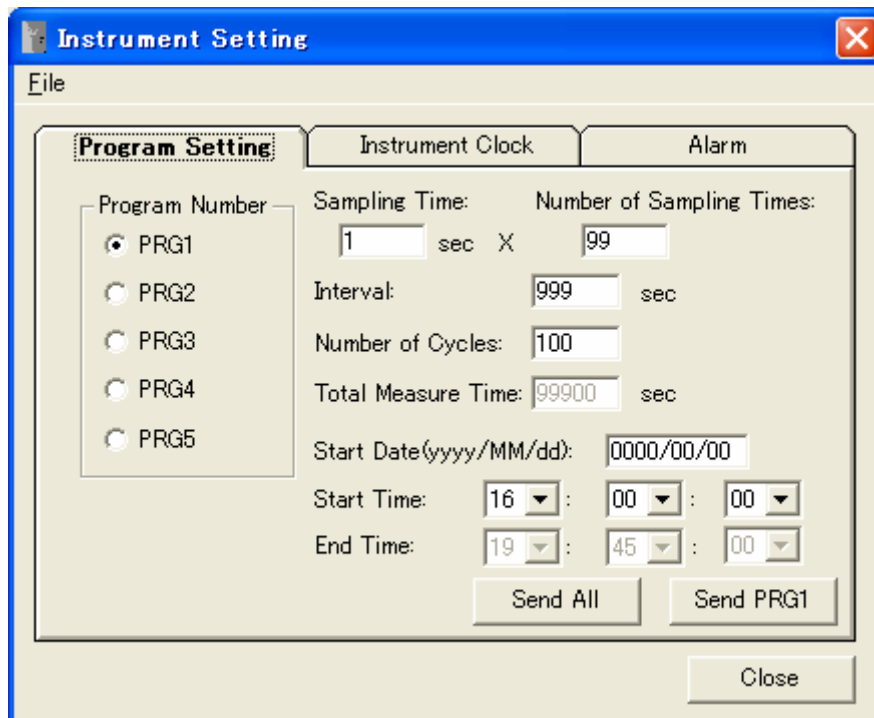 Instrument Setting
File
Program Setting Instrument Clock Alarm
Program Number
PRG1
PRG2
PRG3
PRG4
PRG5
Sampling Time: Number of Sampling Times:
1 sec X 99
Interval: 999 sec
Number of Cycles: 100
Total Measure Time: 99900 sec
Start Date(yyyy/MM/dd): 0000/00/00
Start Time: 16 : 00 : 00
End Time: 19 : 45 : 00
Send All Send PRG1
Close